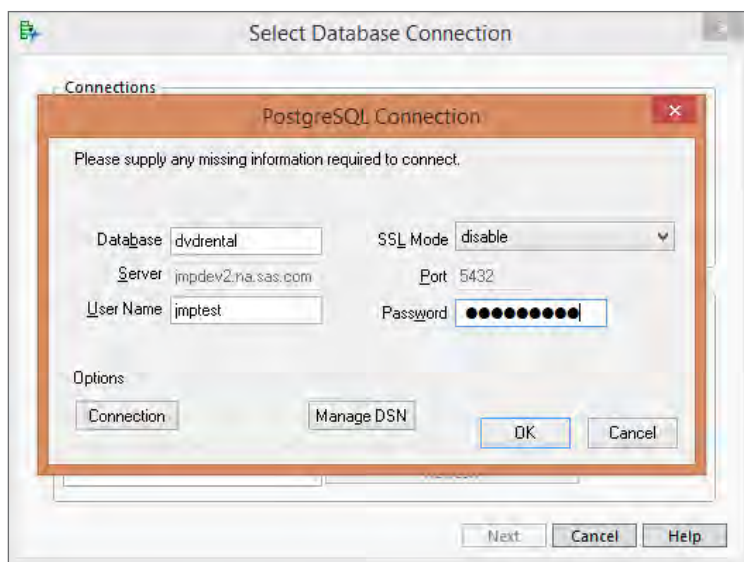 Select Database Connection
Connections
PostgreSQL Connection
Please supply any missing information required to connect.
Database dvdrental SSL Mode disable
Server jmpdev2.na.sas.com Port 5432
User Name jmptest Password ●●●●●●●●●
Options
Connection Manage DSN OK Cancel
Next Cancel Help